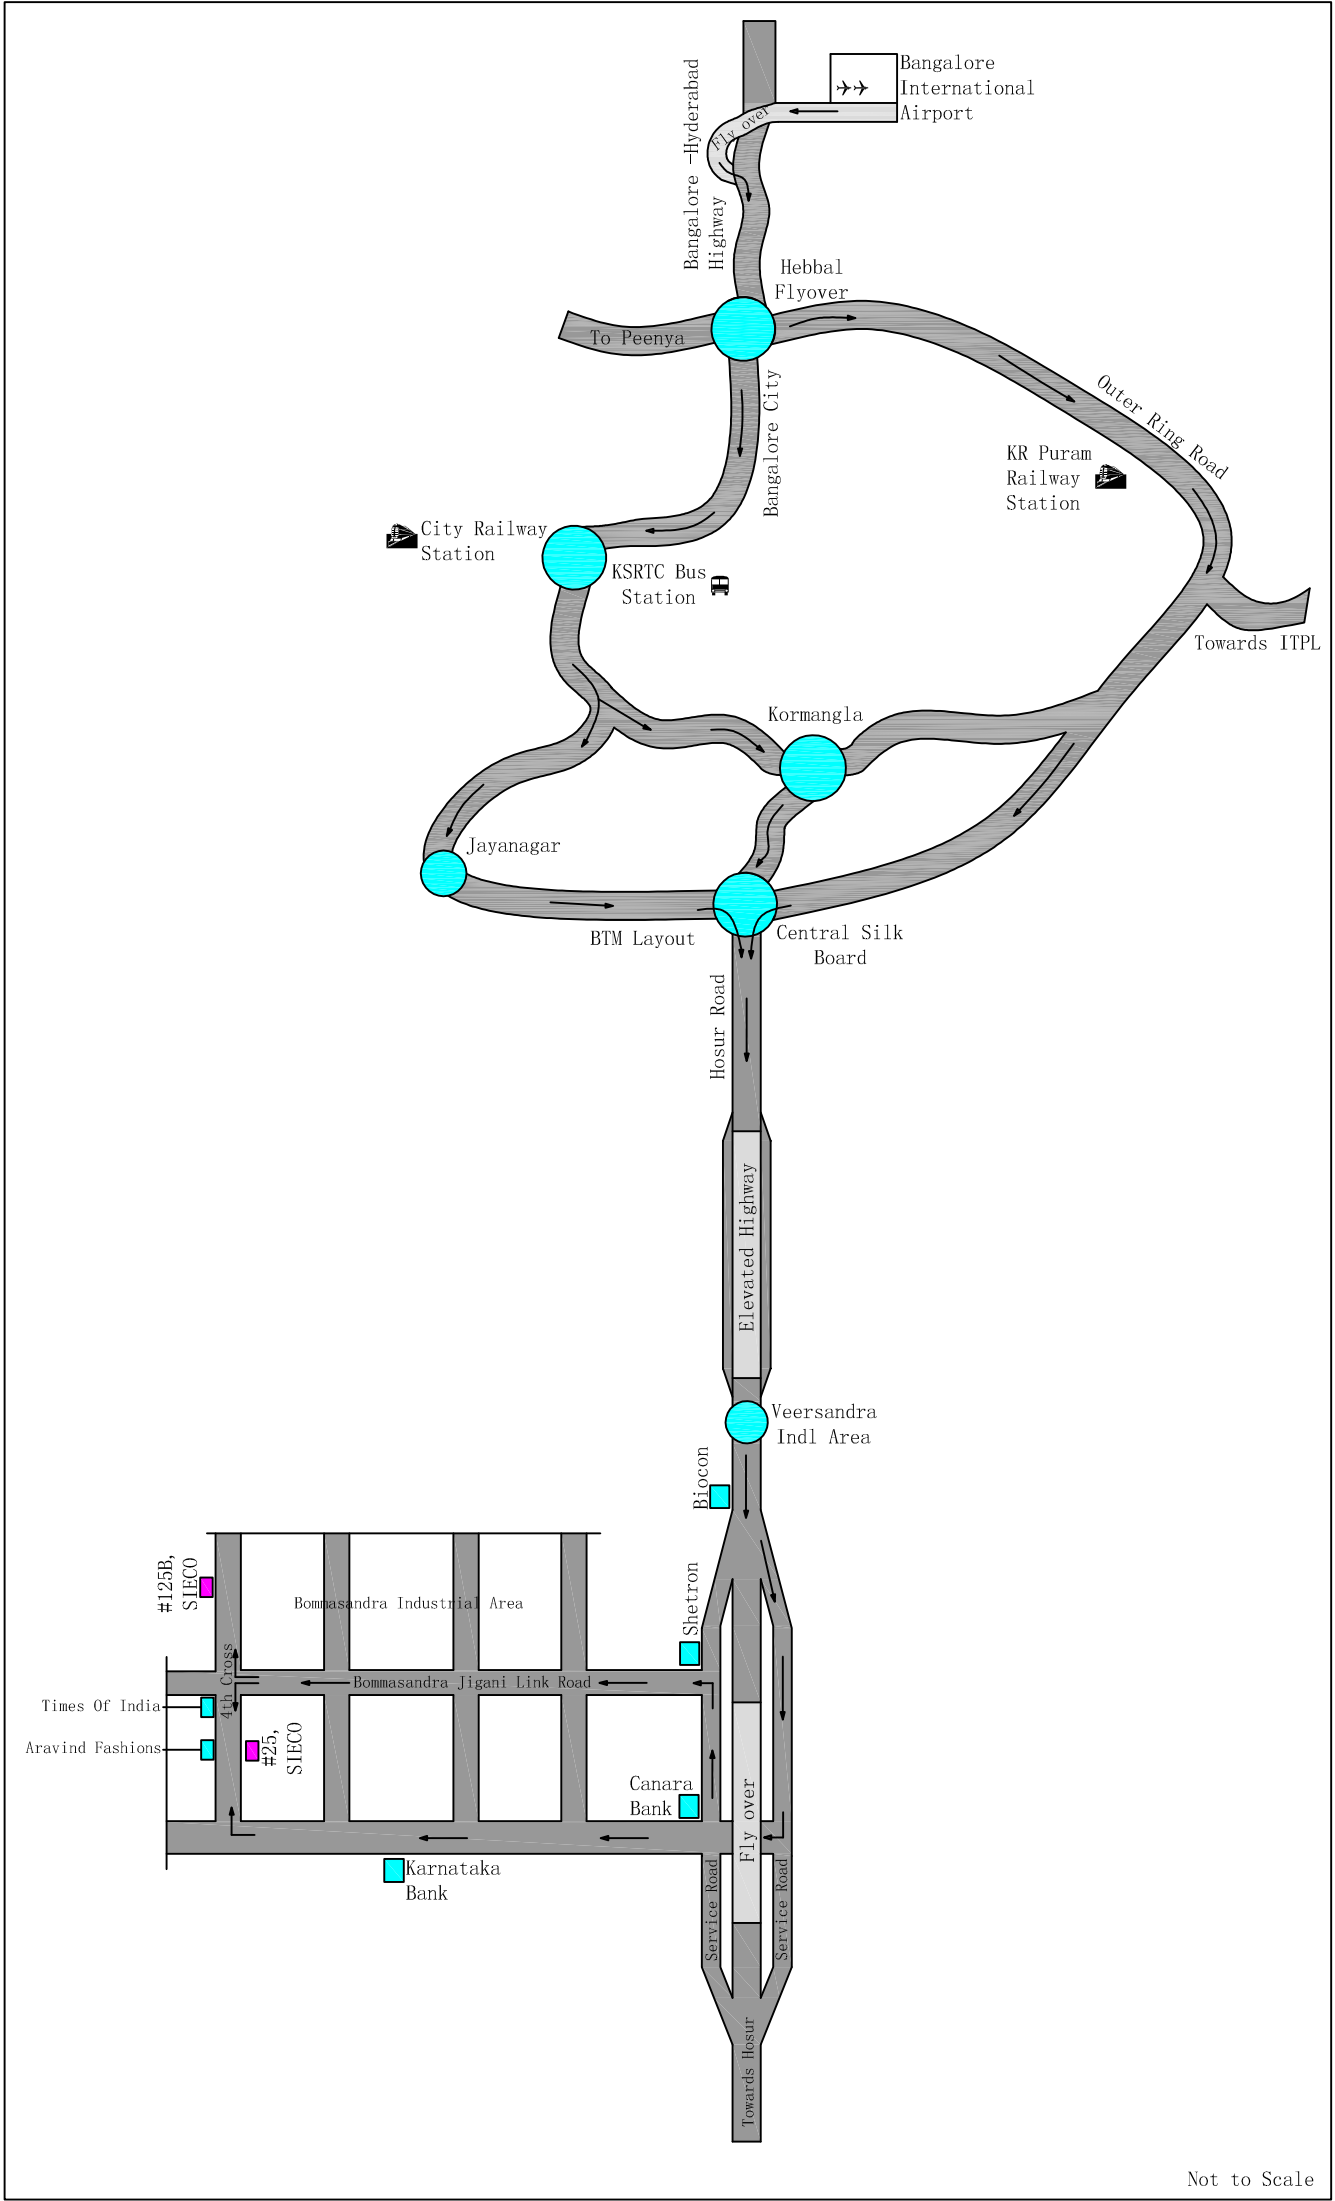 Bangalore
International
Airport
Fly over
Bangalore -Hyderabad
Highway
Hebbal
Flyover
To Peenya
Outer Ring Road
Bangalore City
KR Puram
Railway
Station
City Railway
Station
KSRTC Bus
Station
Towards ITPL
Kormangla
Jayanagar
BTM Layout
Central Silk
Board
Hosur Road
Elevated Highway
Veersandra
Indl Area
Biocon
#125B,
SIECO
Bommasandra Industrial Area
Shetron
4th Cross
Bommasandra Jigani Link Road
Times Of India
Aravind Fashions
#25,
SIECO
Canara
Bank
Fly over
Karnataka
Bank
Service Road
Service Road
Towards Hosur
Not to Scale